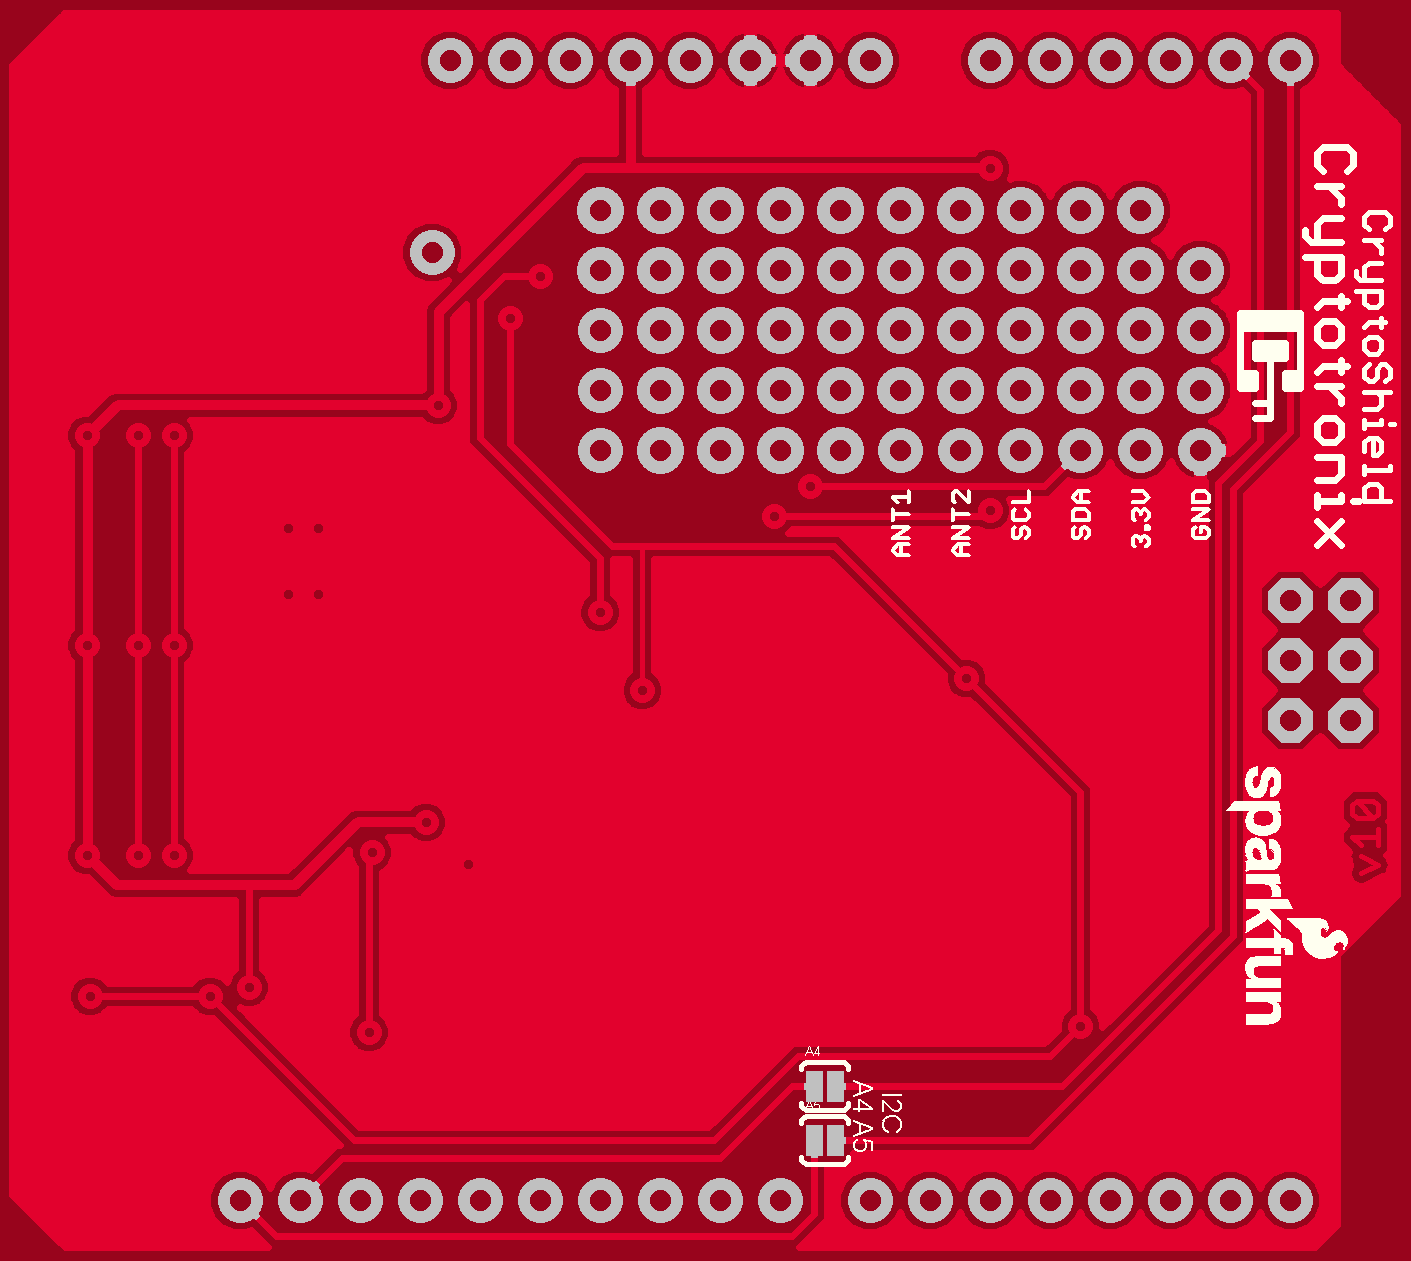 CryptoShield
Cryptotronix
ANT1
ANT2
SCL
SDA
3.3V
GND
sparkfun
v10
A4
A4
I2C
A5
A5